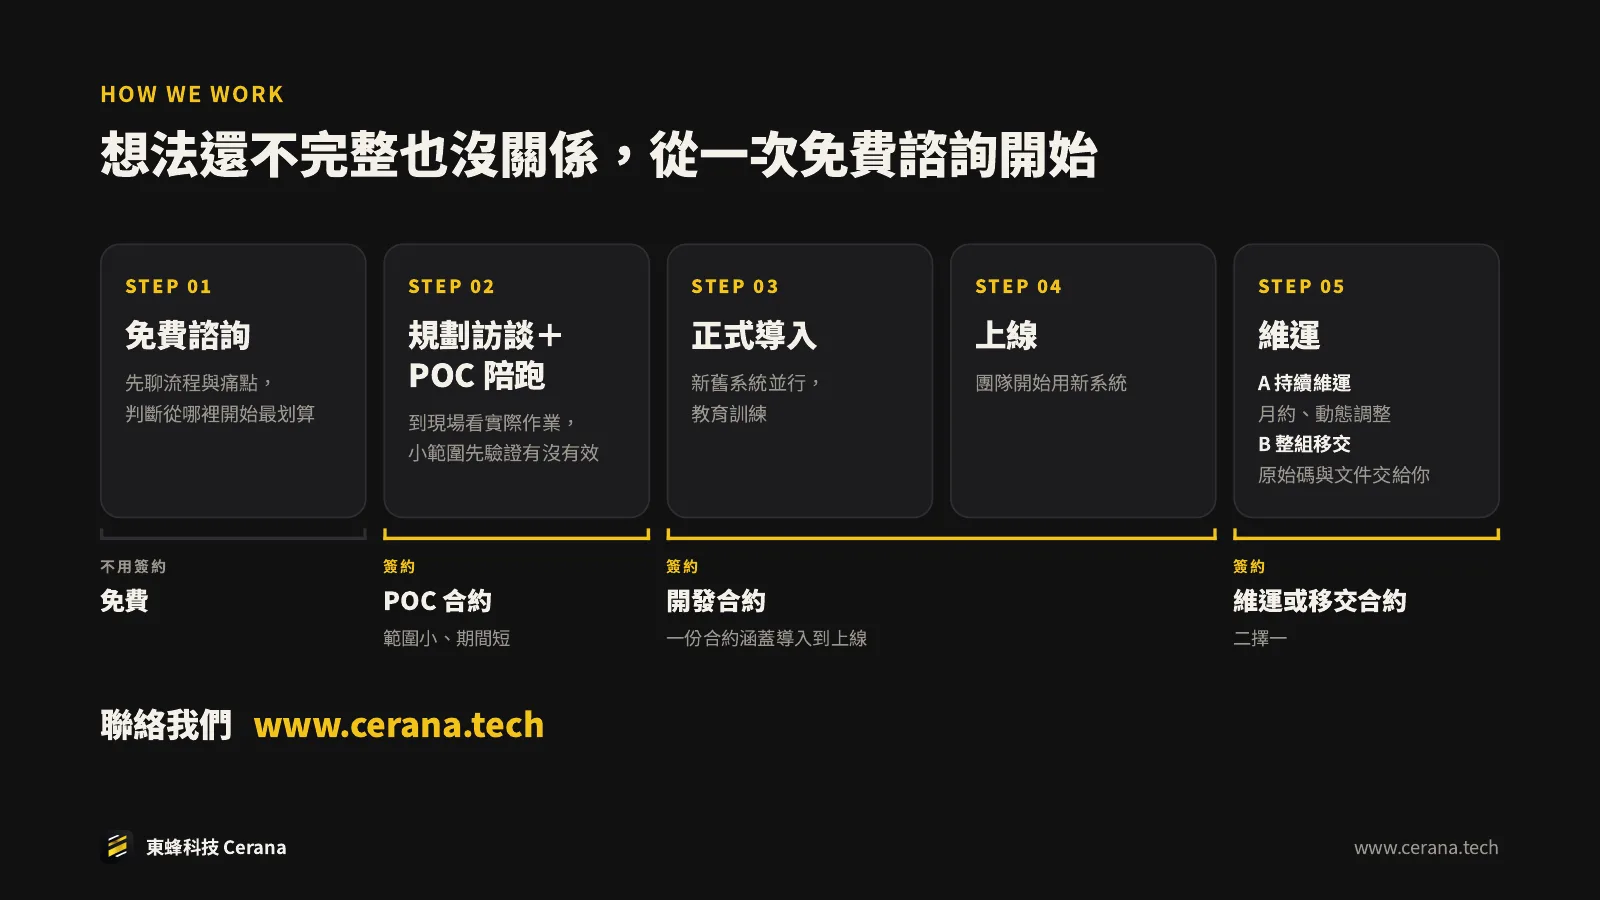 HOW WE WORK
想法還不完整也沒關係，從一次免費諮詢開始
STEP 01
免費諮詢
先聊流程與痛點，
判斷從哪裡開始最划算
STEP 02
規劃訪談＋
POC 陪跑
到現場看實際作業，
小範圍先驗證有沒有效
STEP 03
正式導入
新舊系統並行，
教育訓練
STEP 04
上線
團隊開始用新系統
STEP 05
維運
A 持續維運
月約、動態調整
B 整組移交
原始碼與文件交給你
不用簽約
免費
簽約
POC 合約
範圍小、期間短
簽約
開發合約
一份合約涵蓋導入到上線
簽約
維運或移交合約
二擇一
聯絡我們 www.cerana.tech
東蜂科技 Cerana
www.cerana.tech